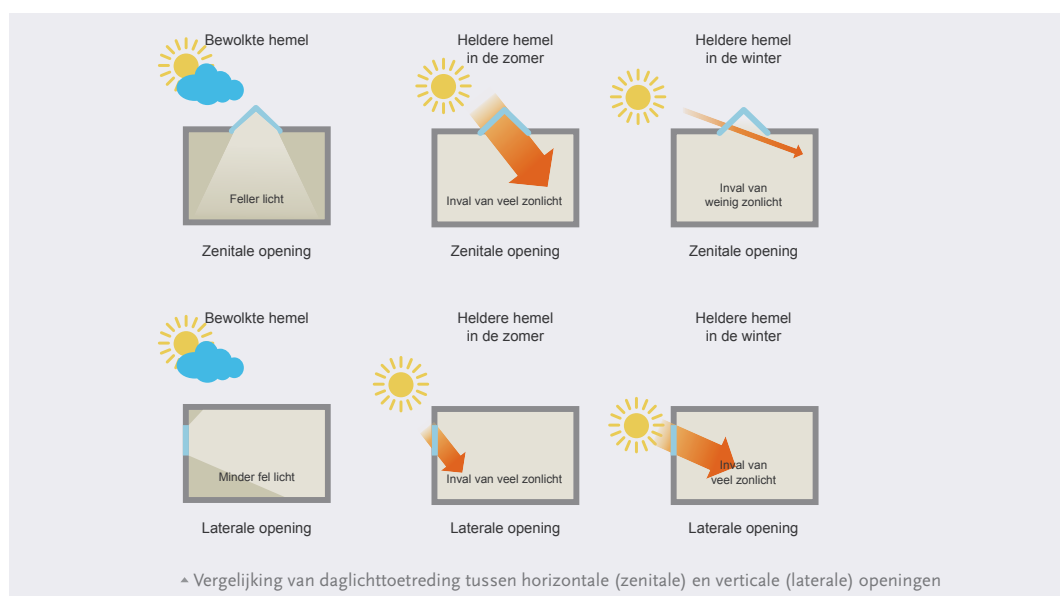 Bewolkte hemel
Heldere hemel
in de zomer
Heldere hemel
in de winter
Feller licht
Inval van veel zonlicht
Inval van
weinig zonlicht
Zenitale opening
Zenitale opening
Zenitale opening
Bewolkte hemel
Heldere hemel
in de zomer
Heldere hemel
in de winter
Minder fel licht
Inval van veel zonlicht
Inval van
veel zonlicht
Laterale opening
Laterale opening
Laterale opening
Vergelijking van daglichttoetreding tussen horizontale (zenitale) en verticale (laterale) openingen